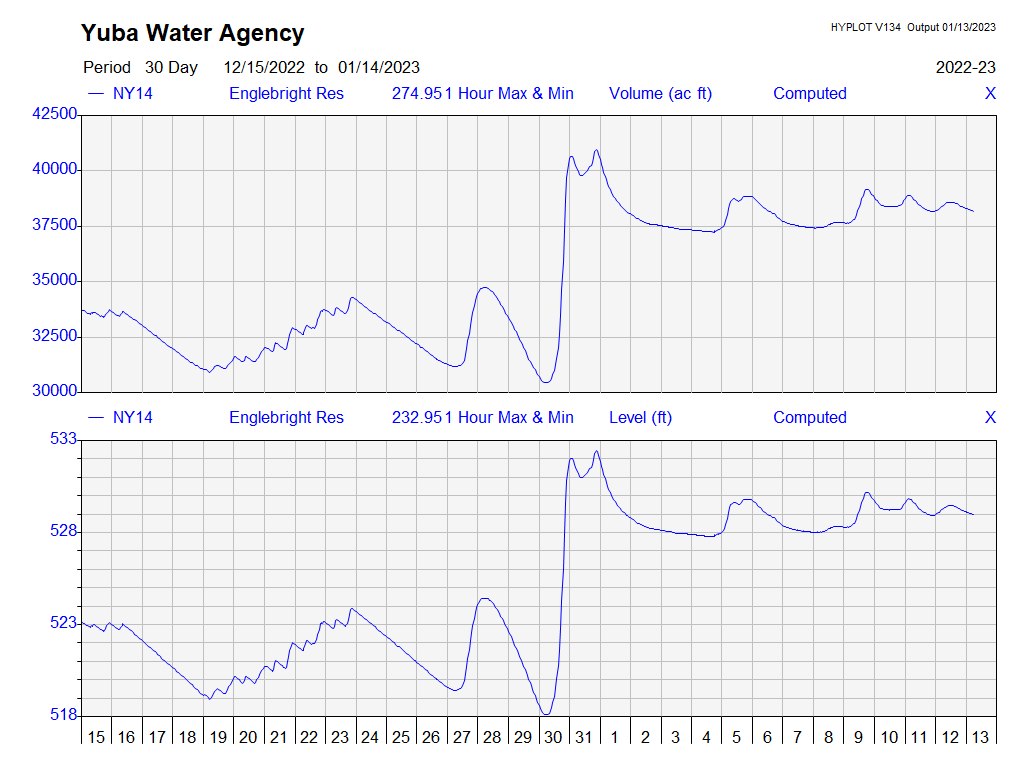 Yuba Water Agency
HYPLOT V134 Output 01/13/2023
Period 30 Day 12/15/2022 to 01/14/2023 2022-23
NY14 Englebright Res 274.951 Hour Max & Min Volume (ac ft) Computed X
42500
40000
37500
35000
32500
30000
NY14 Englebright Res 232.951 Hour Max & Min Level (ft) Computed X
533
528
523
518
15 16 17 18 19 20 21 22 23 24 25 26 27 28 29 30 31 1 2 3 4 5 6 7 8 9 10 11 12 13